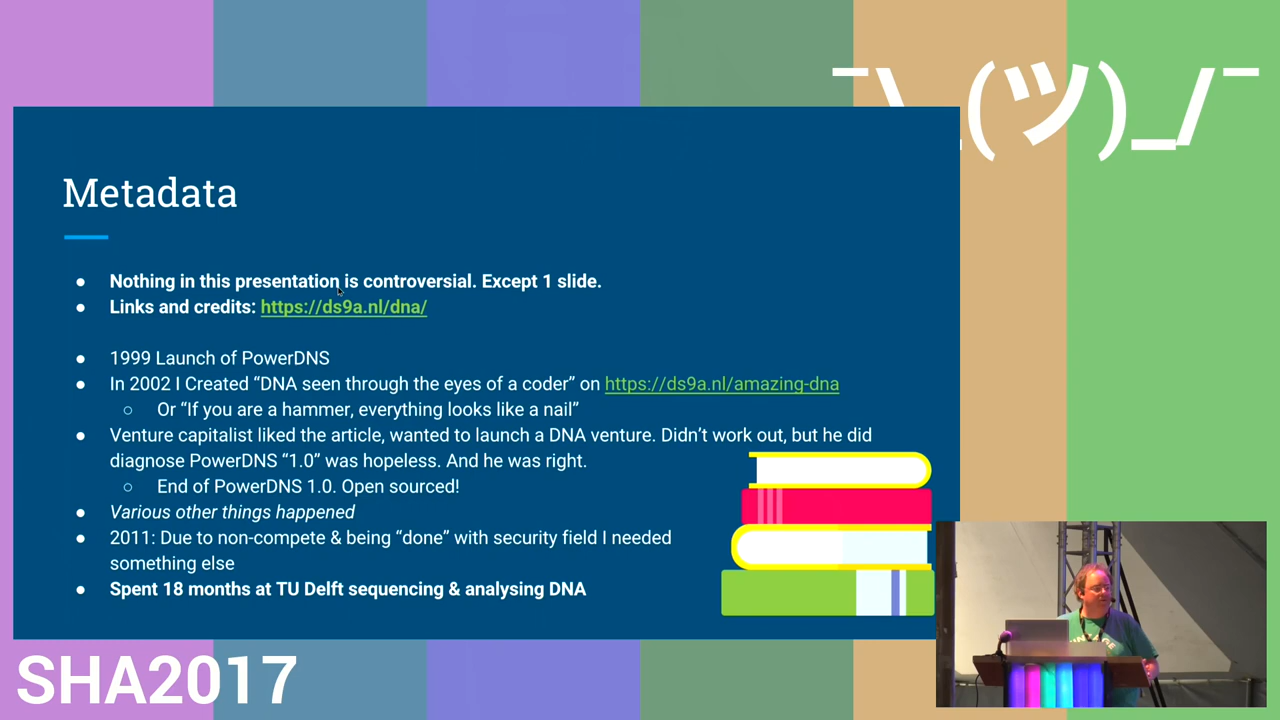 ¯\_(ツ)_/¯
Metadata
● Nothing in this presentation is controversial. Except 1 slide.
● Links and credits: https://ds9a.nl/dna/
● 1999 Launch of PowerDNS
● In 2002 I Created “DNA seen through the eyes of a coder” on https://ds9a.nl/amazing-dna
○ Or “If you are a hammer, everything looks like a nail”
● Venture capitalist liked the article, wanted to launch a DNA venture. Didn’t work out, but he did
diagnose PowerDNS “1.0” was hopeless. And he was right.
○ End of PowerDNS 1.0. Open sourced!
● Various other things happened
● 2011: Due to non-compete & being “done” with security field I needed
something else
● Spent 18 months at TU Delft sequencing & analysing DNA
SHA2017